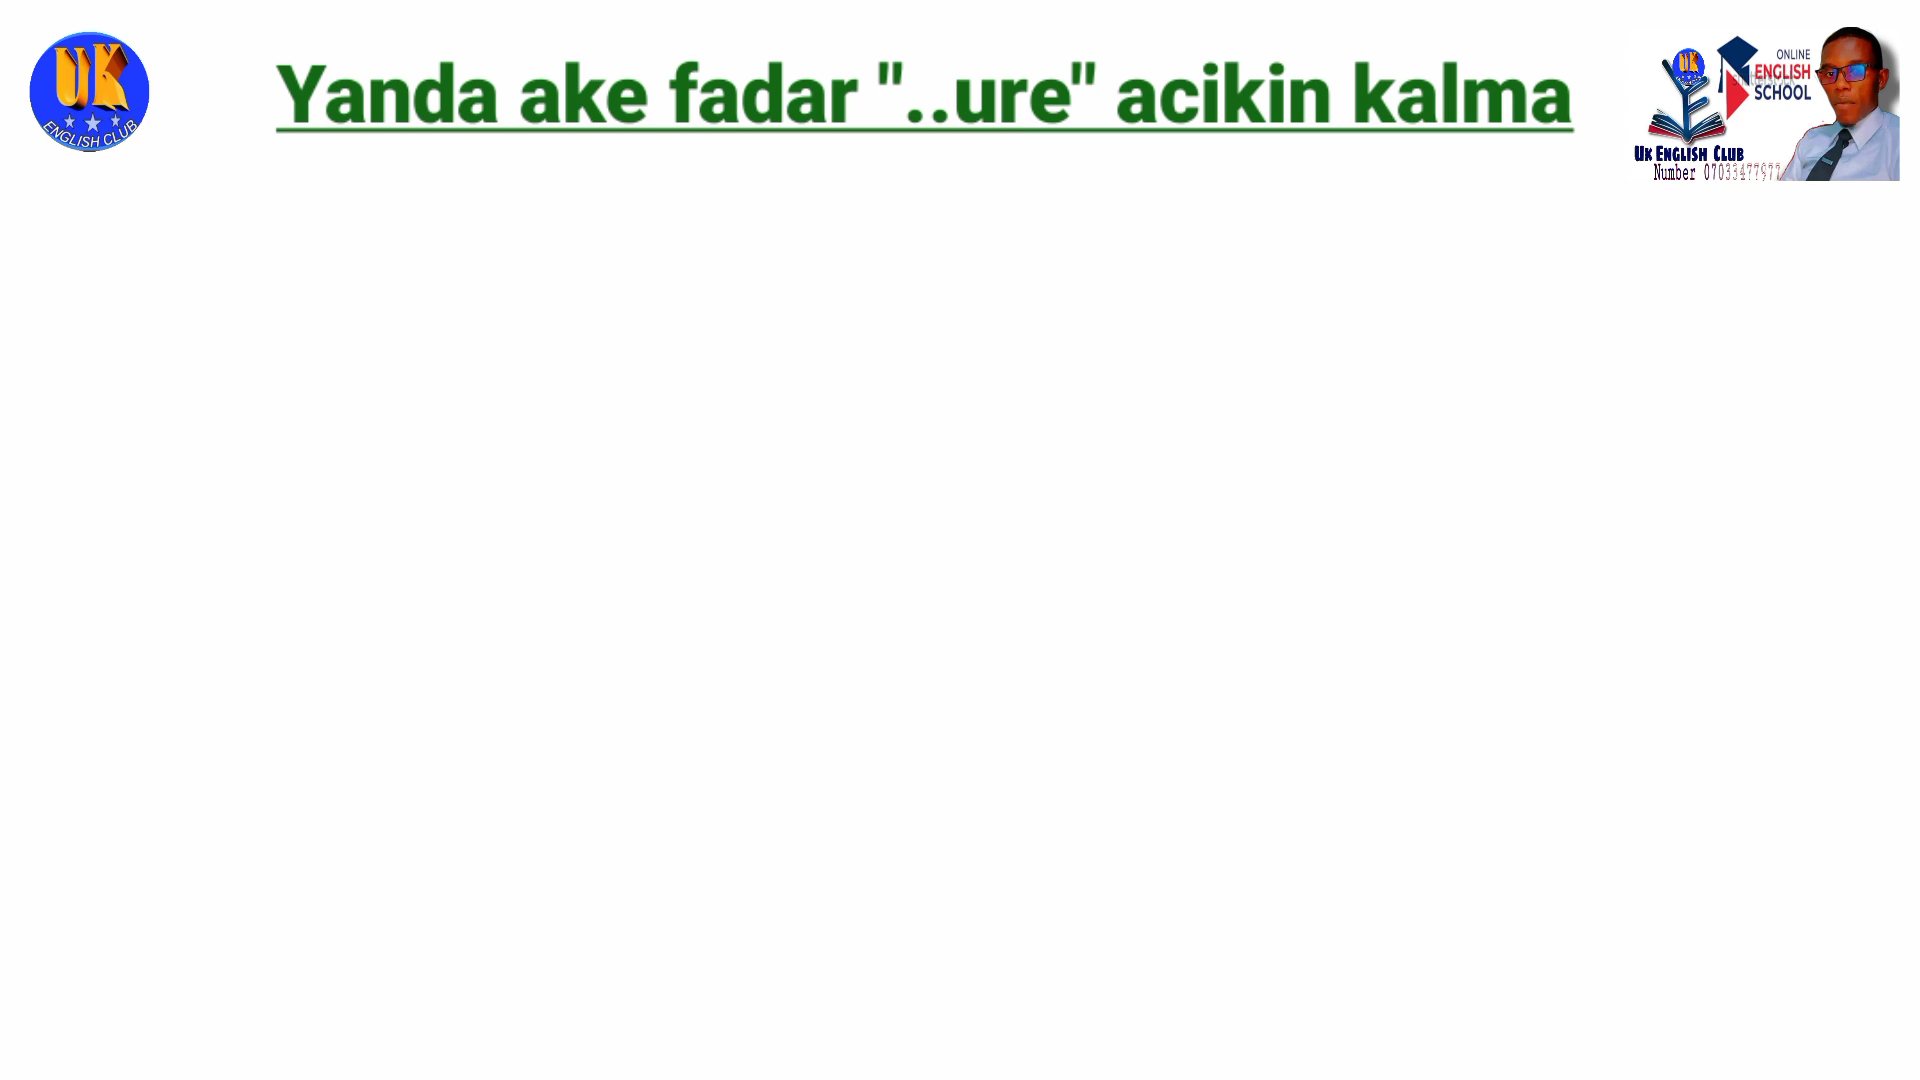 UK
ENGLISH CLUB
Yanda ake fadar "..ure" acikin kalma
ONLINE
ENGLISH
SCHOOL
UK ENGLISH CLUB
Number 07033477977